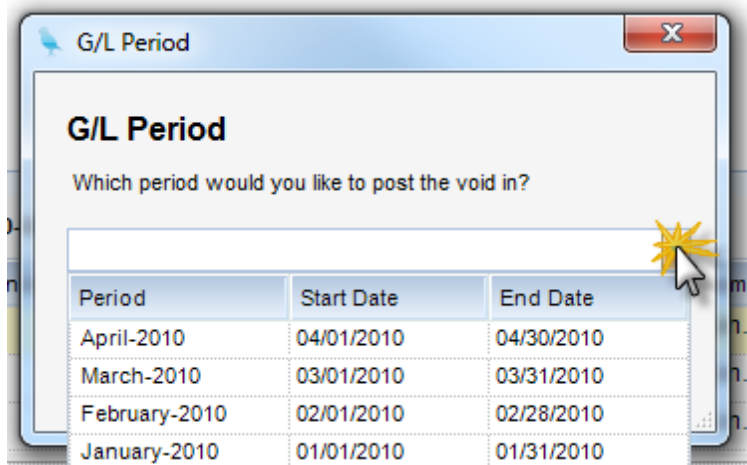 G/L Period
G/L Period
Which period would you like to post the void in?
Period Start Date End Date
April-2010 04/01/2010 04/30/2010
March-2010 03/01/2010 03/31/2010
February-2010 02/01/2010 02/28/2010
January-2010 01/01/2010 01/31/2010